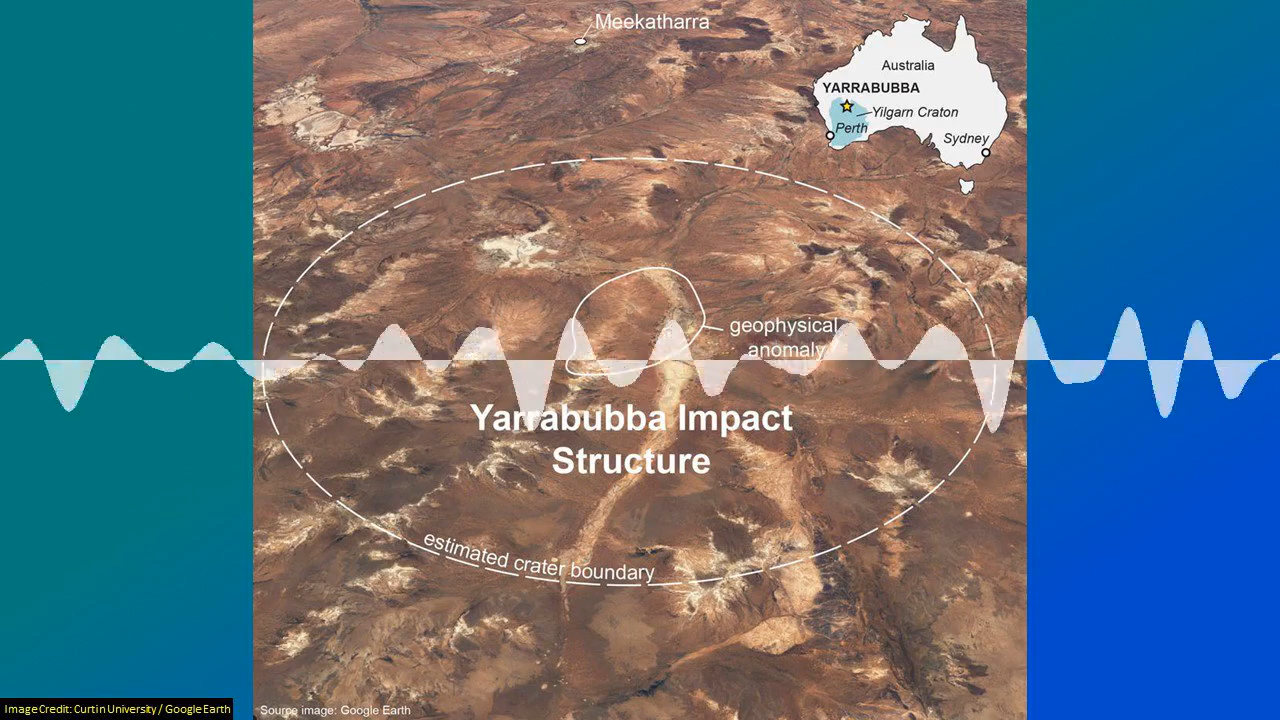 Meekatharra
Australia
YARRABUBBA
Yilgarn Craton
Perth
Sydney
geophysical
anomaly
Yarrabubba Impact
Structure
estimated crater boundary
Image Credit: Curtin University / Google Earth
Source image: Google Earth